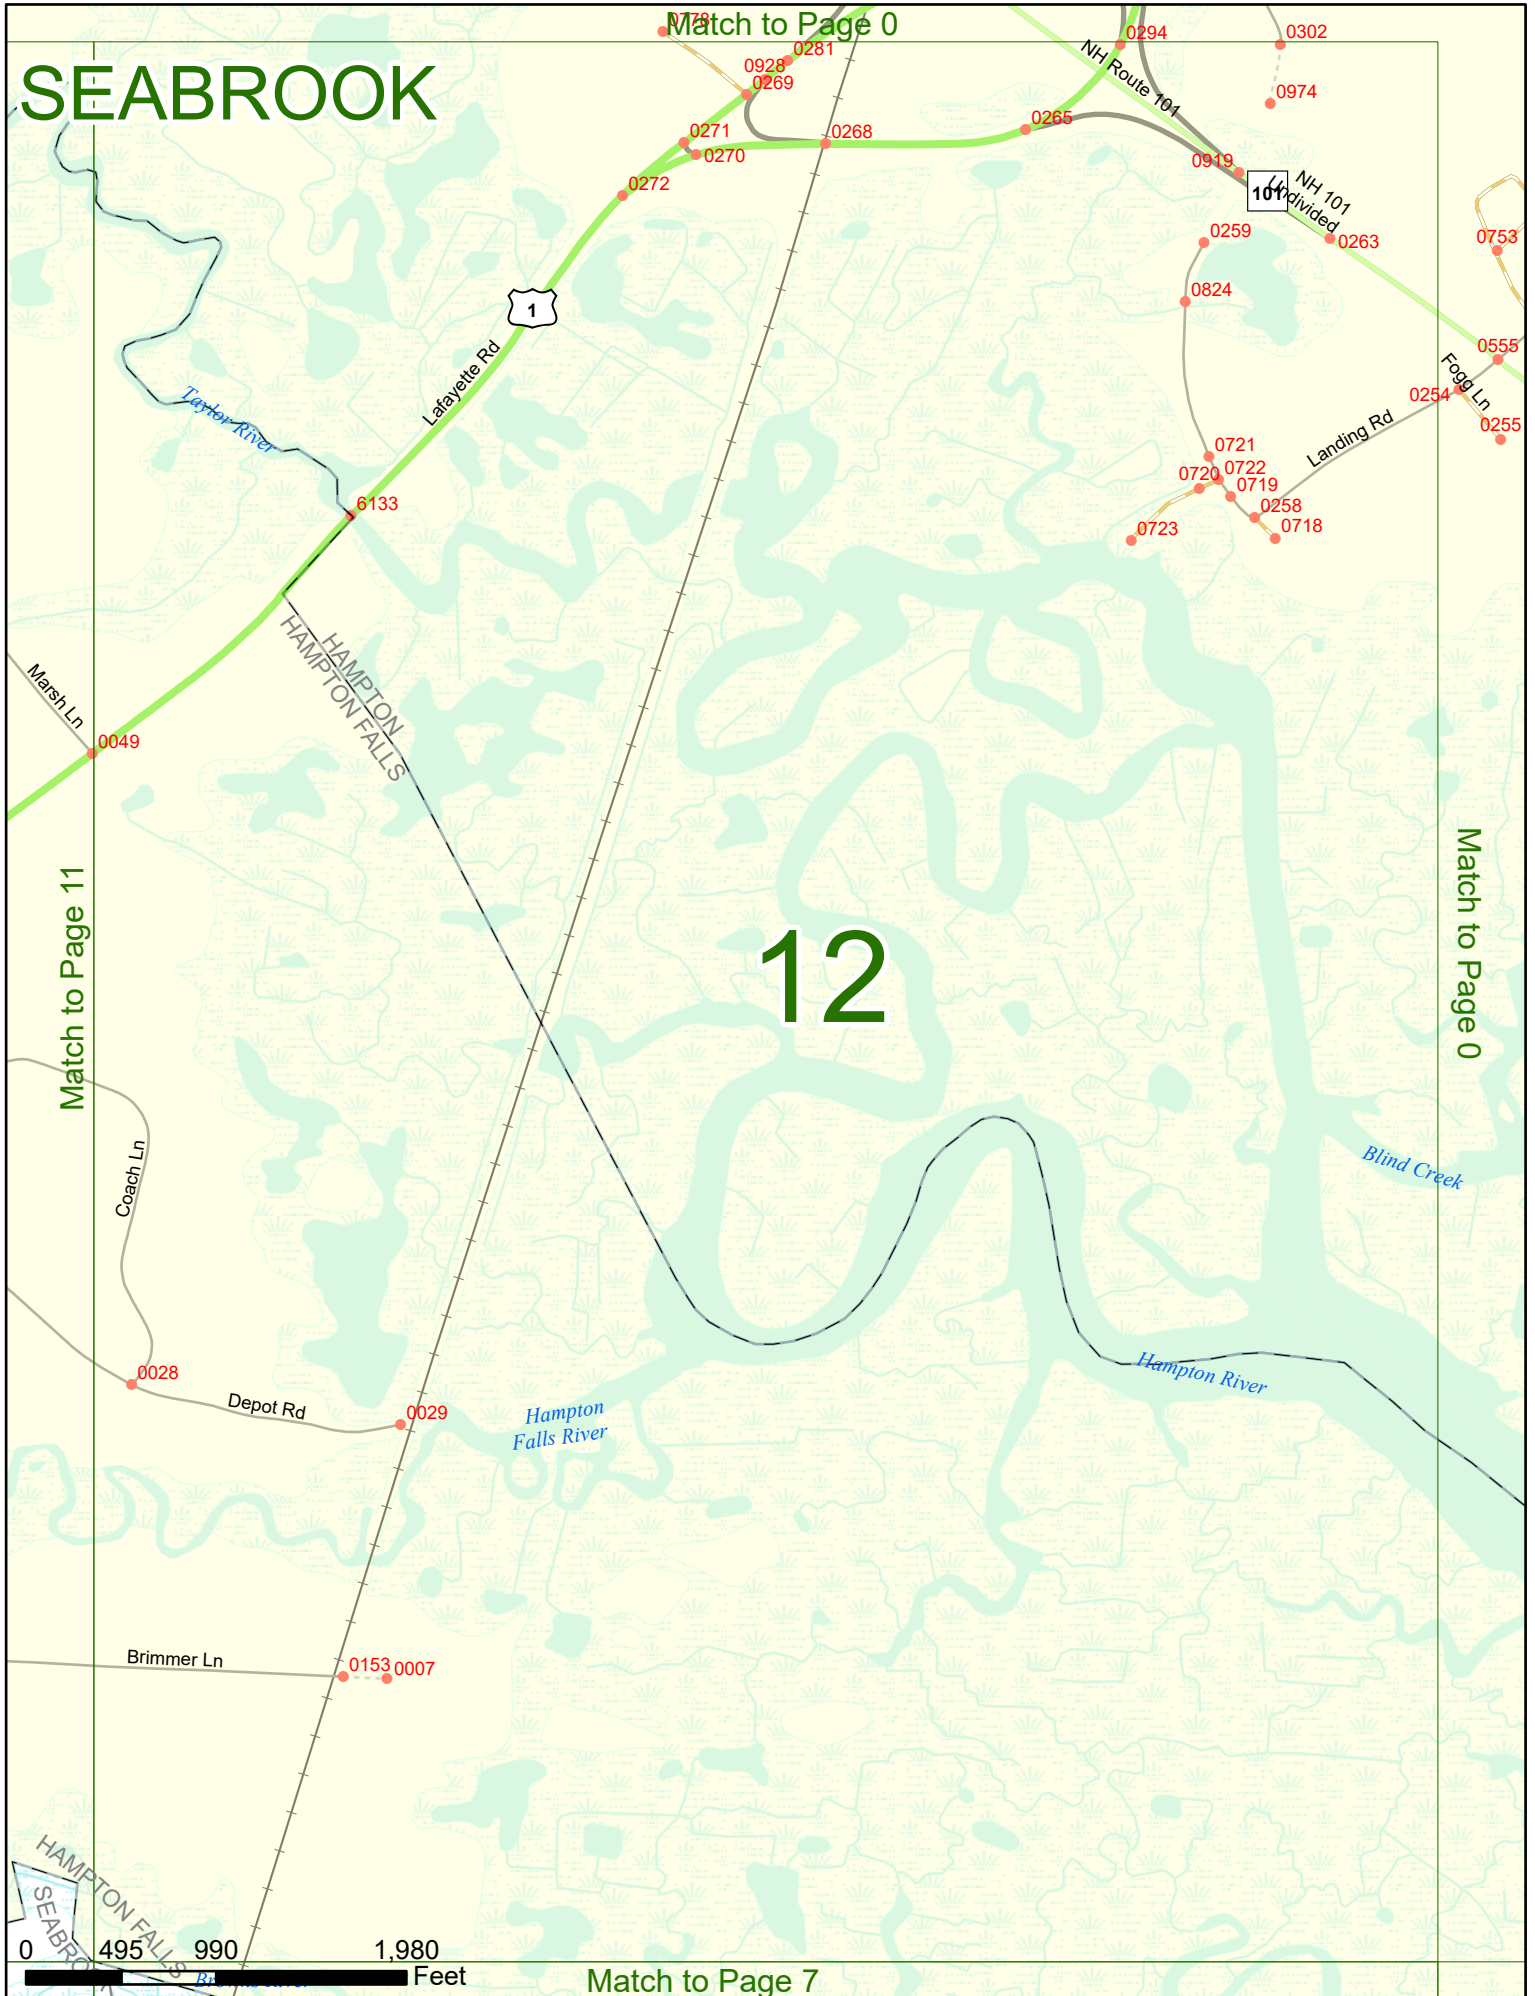 Match to Page 0
SEABROOK
0778
0281
0928
0269
0294
0302
NH Route 101
0974
0271
0270
0268
0265
0272
0919
101
NH 101
Undivided
0259
0263
0753
0824
1
Lafayette Rd
0555
Fogg Ln
0254
0255
Landing Rd
Taylor River
0721
0722
0720
0719
0258
0718
0723
6133
HAMPTON
HAMPTON FALLS
Marsh Ln
0049
Match to Page 11
12
Match to Page 0
Coach Ln
Blind Creek
0028
Depot Rd
0029
Hampton
Falls River
Hampton River
Brimmer Ln
0153
0007
HAMPTON FALLS
SEABROOK
0 495 990 1,980
Feet
Browns River
Match to Page 7